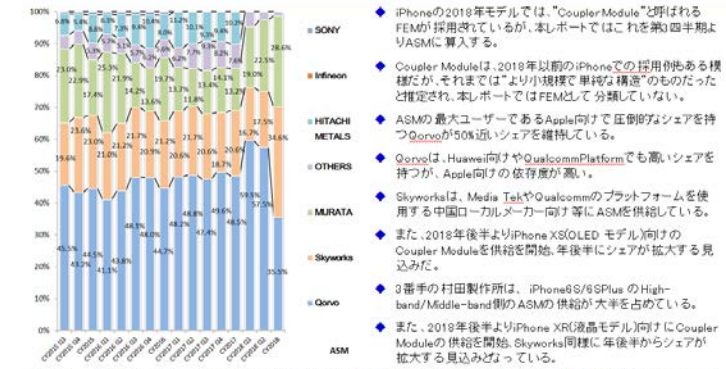 100%
90%
80%
70%
60%
50%
40%
30%
20%
10%
0%
23.0%
22.9%
17.4%
25.3%
21.9%
14.2%
13.6%
19.7%
13.7%
11.8%
13.4%
14.1%
13.2%
19.0%
22.5%
28.6%
19.6%
23.6%
23.0%
21.0%
21.2%
21.7%
20.9%
21.2%
20.6%
21.7%
20.6%
18.7%
20.6%
16.2%
17.5%
34.6%
45.5%
43.2%
44.5%
41.1%
43.8%
48.5%
48.0%
44.7%
48.2%
48.8%
47.4%
49.6%
48.5%
59.5%
57.5%
35.5%
SONY
Infineon
HITACHI
METALS
OTHERS
MURATA
Skyworks
Qorvo
ASM
◆ iPhoneの2018年モデルでは、"Coupler Module"と呼ばれる
FEMが採用されているが、本レポートではこれを第3四半期よ
りASMに算入する。
◆ Coupler Moduleは、2018年以前のiPhoneでの採用例もある模
様だが、それまでは"より小規模で単純な構造"のものだった
と推定され、本レポートではFEMとして分類していない。
◆ ASMの最大ユーザーであるApple向けで圧倒的なシェアを持
つQorvoが50%近いシェアを維持している。
◆ Qorvoは、Huawei向けやQualcommPlatformでも高いシェアを
持つが、Apple向けの依存度が高い。
◆ Skyworksは、Media TekやQualcommのプラットフォームを使
用する中国ローカルメーカー向け等にASMを供給している。
◆ また、2018年後半よりiPhone XS(OLED モデル)向けの
Coupler Moduleを供給を開始、年後半にシェアが拡大する見
込みだ。
◆ 3番手の村田製作所は、iPhone6S/6SPlus のHigh-
band/Middle-band側のASMの供給が大半を占めている。
◆ また、2018年後半よりiPhone XR(液晶モデル)向けにCoupler
Moduleの供給を開始、Skyworks同様に年後半からシェアが
拡大する見込みとなっている。